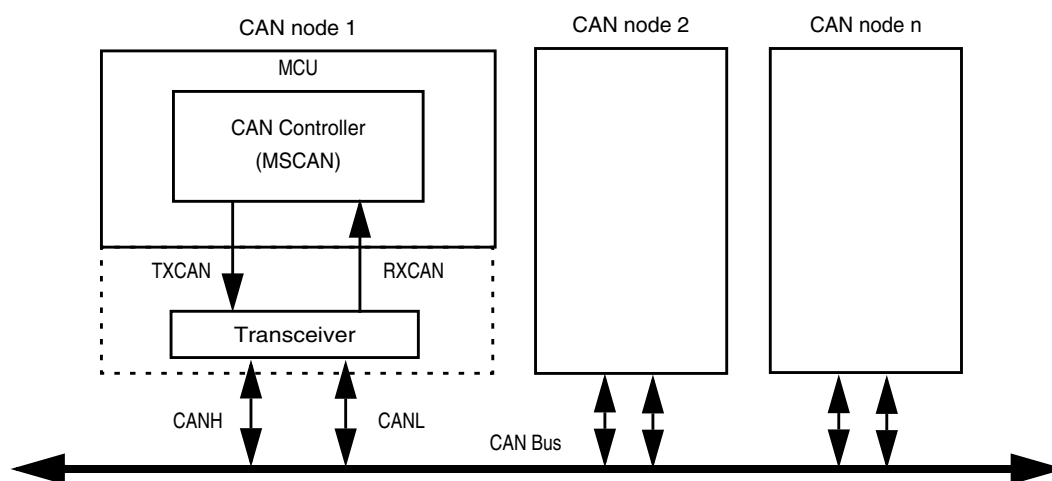 CAN node 1
CAN node 2
CAN node n
MCU
CAN Controller
(MSCAN)
TXCAN
RXCAN
Transceiver
CANH
CANL
CAN Bus